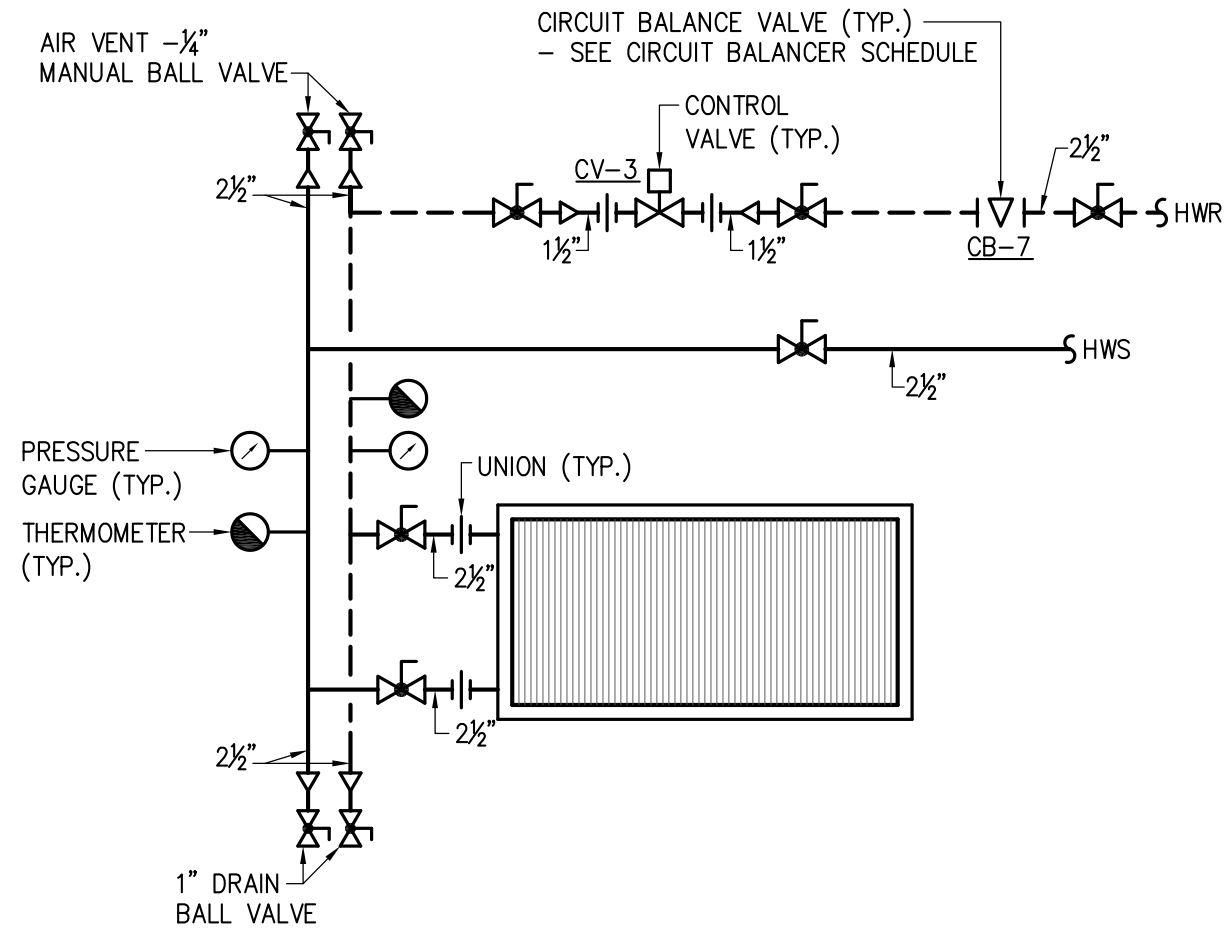 CIRCUIT BALANCE VALVE (TYP.)
- SEE CIRCUIT BALANCER SCHEDULE
AIR VENT -¼"
MANUAL BALL VALVE
CONTROL
VALVE (TYP.)
CV-3
2½"
2½"
HWR
1½"
1½"
CB-7
HWS
2½"
PRESSURE
GAUGE (TYP.)
UNION (TYP.)
THERMOMETER
(TYP.)
2½"
2½"
2½"
1" DRAIN
BALL VALVE